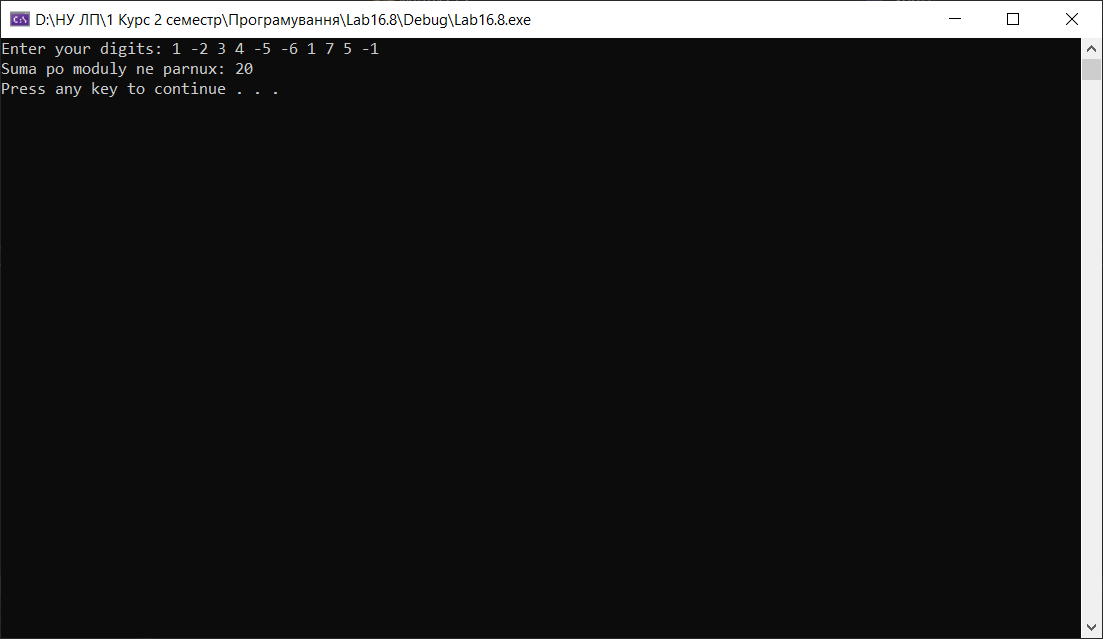 D:\НУ ЛП\1 Курс 2 семестр\Програмування\Lab16.8\Debug\Lab16.8.exe
Enter your digits: 1 -2 3 4 -5 -6 1 7 5 -1
Suma po moduly ne parnux: 20
Press any key to continue . . .